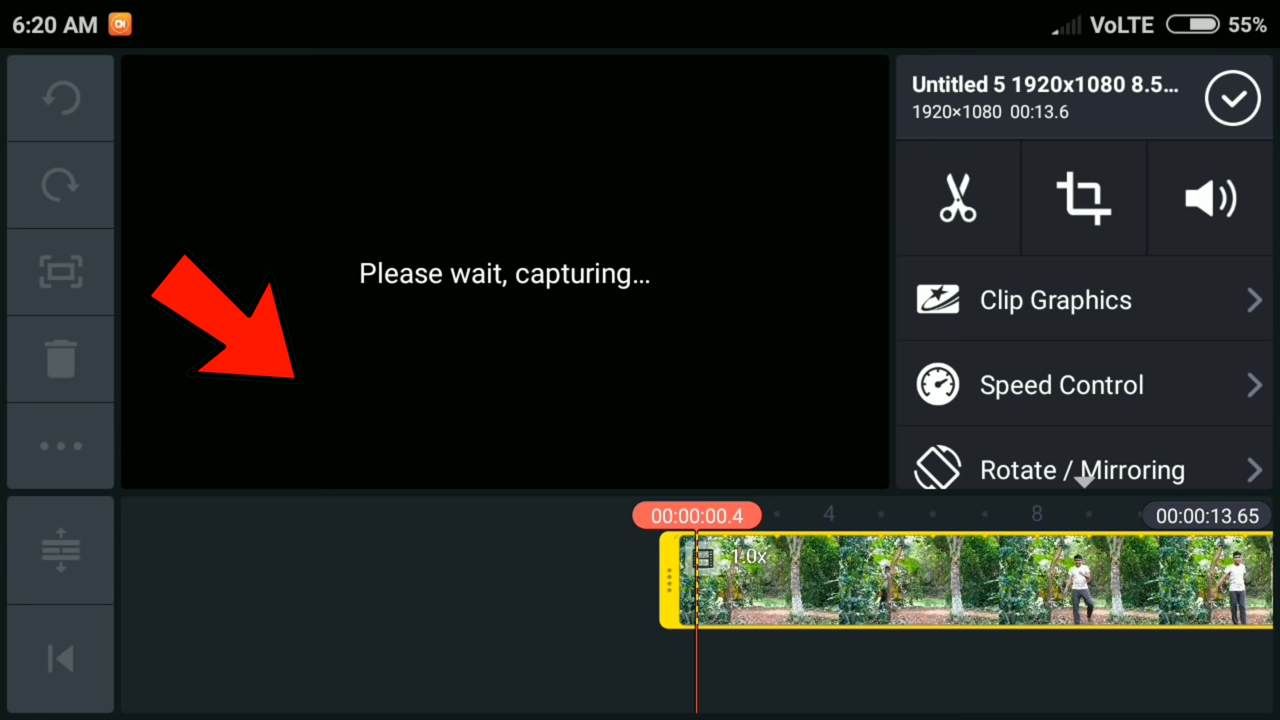 6:20 AM
VoLTE 55%
Untitled 5 1920x1080 8.5...
1920×1080 00:13.6
Please wait, capturing...
Clip Graphics
Speed Control
Rotate / Mirroring
00:00:00.4
4
8
00:00:13.65
1.0x